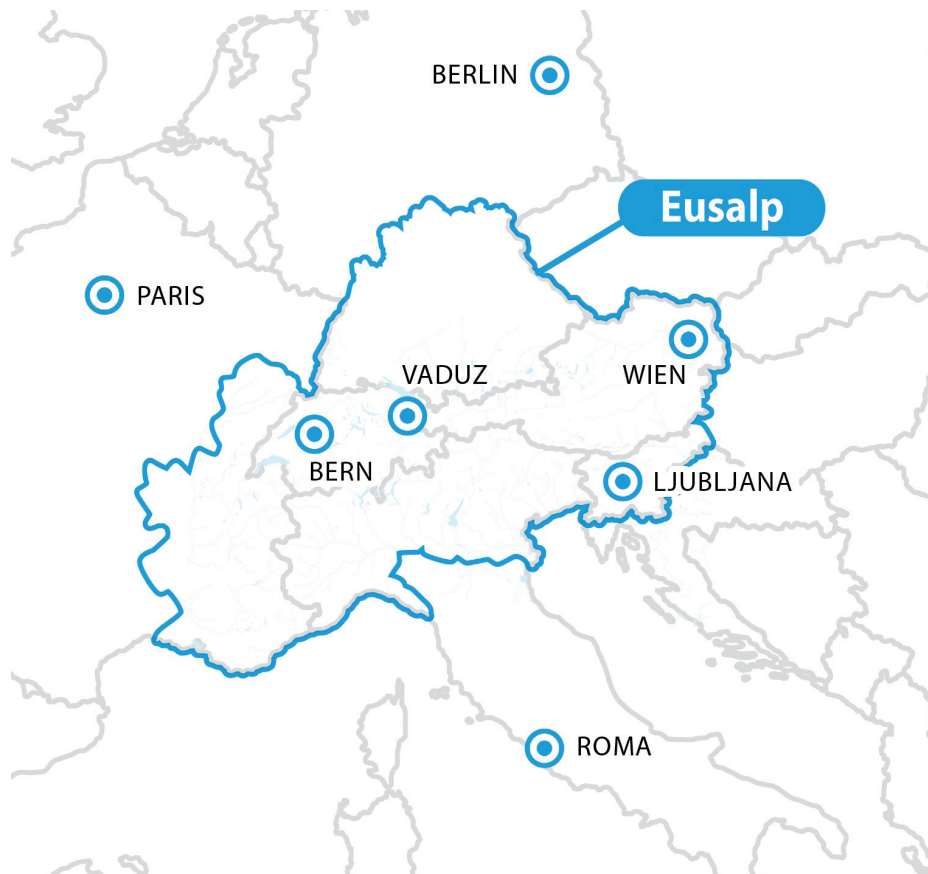 BERLIN
Eusalp
PARIS
VADUZ
WIEN
BERN
LJUBLJANA
ROMA